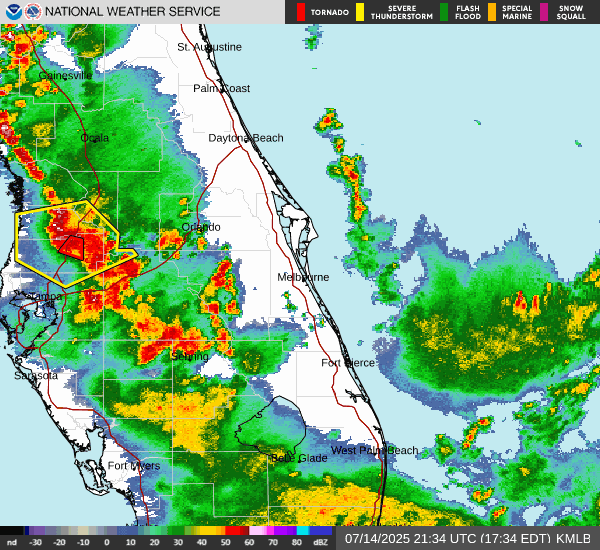 NATIONAL WEATHER SERVICE
TORNADO
SEVERE
THUNDERSTORM
FLASH
FLOOD
SPECIAL
MARINE
SNOW
SQUALL
St. Augustine
Gainesville
Palm Coast
Ocala
Daytona Beach
Orlando
Melbourne
Tampa
Sebring
Fort Pierce
Sarasota
West Palm Beach
Belle Glade
Fort Myers
nd -30 -20 -10 0 10 20 30 40 50 60 70 80 dBZ
07/14/2025 21:34 UTC (17:34 EDT) KMLB